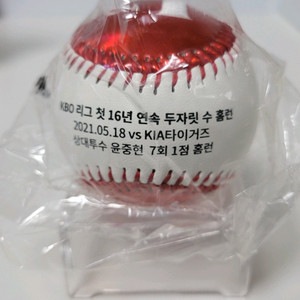 KBO 리그 첫 16년 연속 두자릿 수 홈런
2021.05.18 vs KIA타이거즈
상대투수 윤중현 7회 1점 홈런